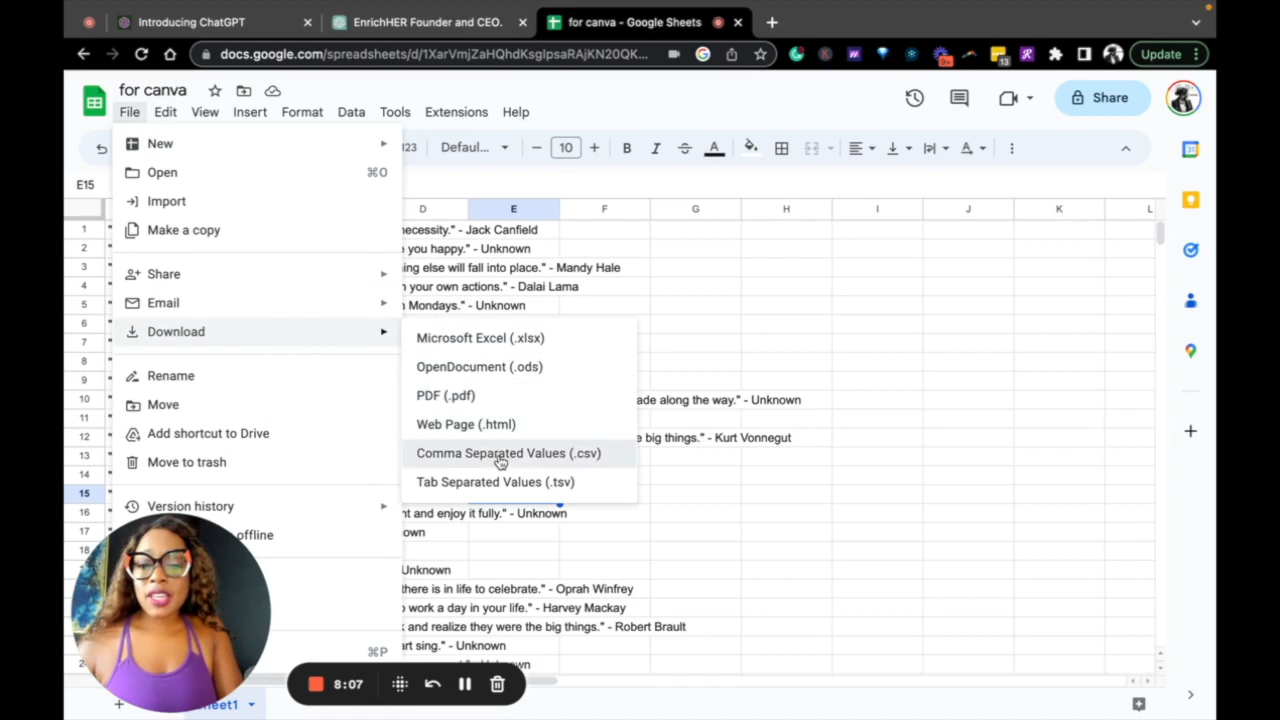 Introducing ChatGPT
EnrichHER Founder and CEO.
for canva - Google Sheets
docs.google.com/spreadsheets/d/1XarVmjZaHQhdKsgIpsaRAjKN20QK...
9+
13
Update
for canva
File Edit View Insert Format Data Tools Extensions Help
Share
123 Defaul... 10 B I S A
E15
D E F G H I J K L
New
Open ⌘O
Import
Make a copy
Share
Email
Download
Rename
Move
Add shortcut to Drive
Move to trash
Version history
offline
⌘P
Microsoft Excel (.xlsx)
OpenDocument (.ods)
PDF (.pdf)
Web Page (.html)
Comma Separated Values (.csv)
Tab Separated Values (.tsv)
1 " necessity." - Jack Canfield
2 " e you happy." - Unknown
3 " ning else will fall into place." - Mandy Hale
4 " n your own actions." - Dalai Lama
5 " n Mondays." - Unknown
6 "
7 "
8 "
9 "
10 " ade along the way." - Unknown
11 "
12 " e big things." - Kurt Vonnegut
13 "
14 "
15 "
16 " nt and enjoy it fully." - Unknown
17 own
18
Unknown
there is in life to celebrate." - Oprah Winfrey
o work a day in your life." - Harvey Mackay
k and realize they were the big things." - Robert Brault
art sing." - Unknown
8:07
heet1
31